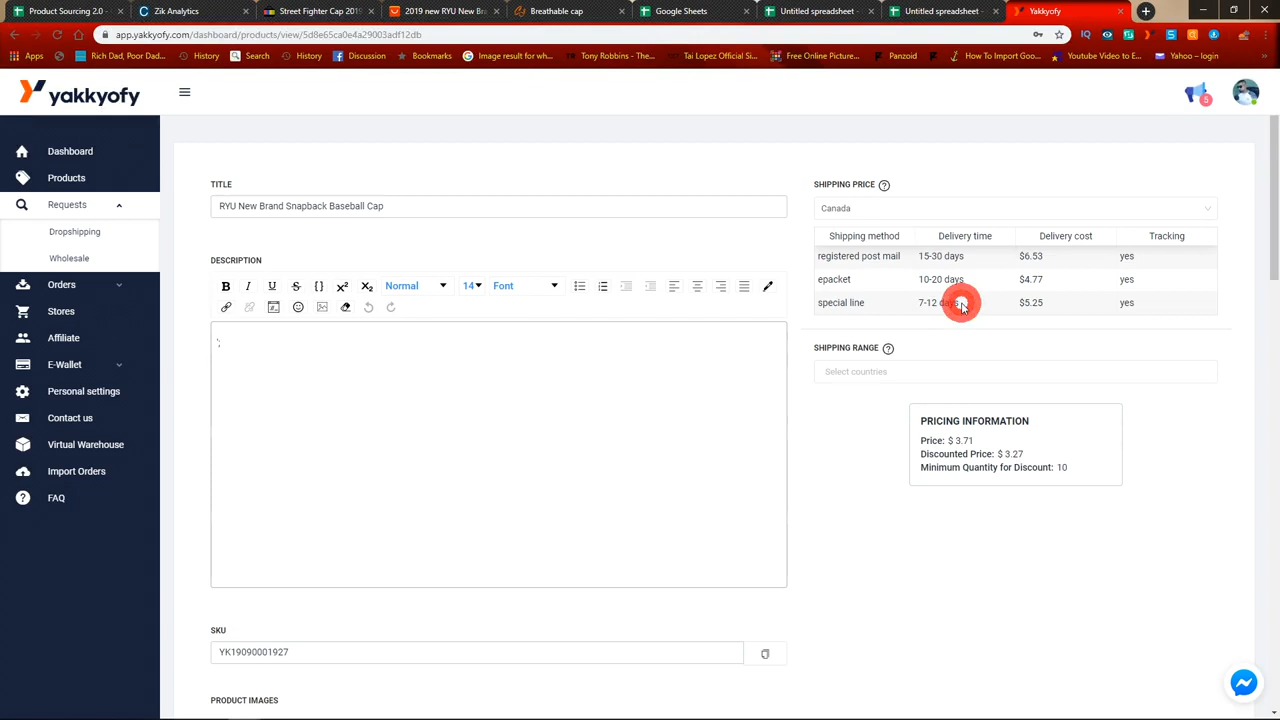 Product Sourcing 2.0 -
Zik Analytics
Street Fighter Cap 2019
2019 new RYU New Bran
Breathable cap
Google Sheets
Untitled spreadsheet -
Untitled spreadsheet -
Yakkyofy
app.yakkyofy.com/dashboard/products/view/5d8e65ca0e4a29003adf12db
Apps
Rich Dad, Poor Dad...
History
Search
History
Discussion
Bookmarks
Image result for wh...
Tony Robbins - The...
Tai Lopez Official Si...
Free Online Picture...
Panzoid
How To Import Goo...
Youtube Video to E...
Yahoo – login
yakkyofy
5
Dashboard
Products
Requests
Dropshipping
Wholesale
Orders
Stores
Affiliate
E-Wallet
Personal settings
Contact us
Virtual Warehouse
Import Orders
FAQ
TITLE
RYU New Brand Snapback Baseball Cap
DESCRIPTION
B I U S {} X² X₂ Normal 14 Font
';
SKU
YK19090001927
PRODUCT IMAGES
SHIPPING PRICE
Canada
Shipping method Delivery time Delivery cost Tracking
registered post mail 15-30 days $6.53 yes
epacket 10-20 days $4.77 yes
special line 7-12 days $5.25 yes
SHIPPING RANGE
Select countries
PRICING INFORMATION
Price: $ 3.71
Discounted Price: $ 3.27
Minimum Quantity for Discount: 10